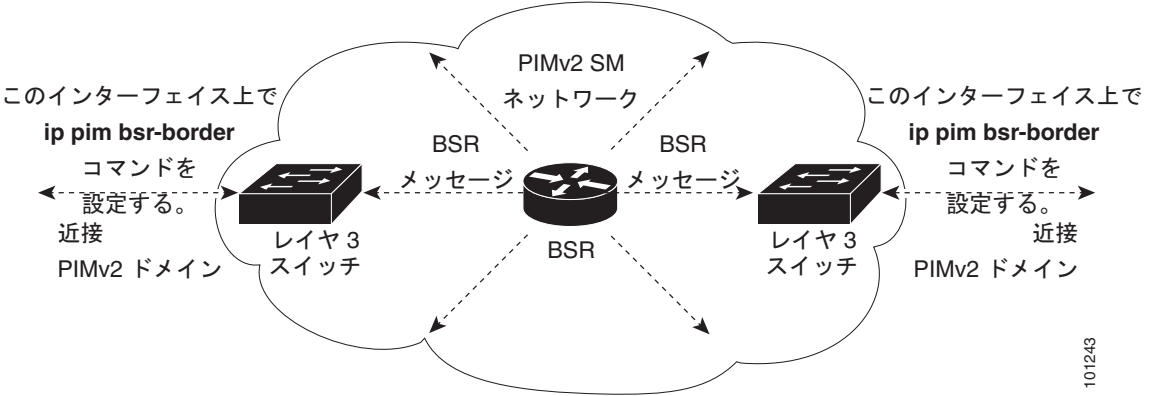 PIMv2 SM
ネットワーク
このインターフェイス上で
ip pim bsr-border
コマンドを
設定する。
近接
PIMv2 ドメイン
レイヤ 3
スイッチ
BSR
メッセージ
BSR
BSR
メッセージ
レイヤ 3
スイッチ
このインターフェイス上で
ip pim bsr-border
コマンドを
設定する。
近接
PIMv2 ドメイン
101243